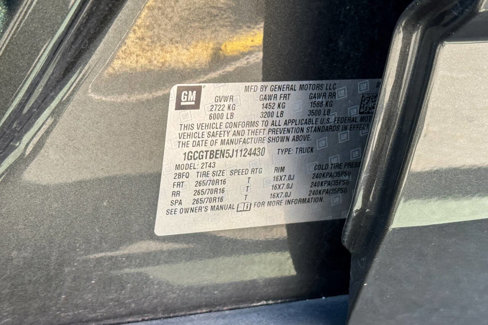 GM
MFD BY GENERAL MOTORS LLC
GVWR GAWR FRT GAWR RR
2722 KG 1452 KG 1588 KG
6000 LB 3200 LB 3500 LB
THIS VEHICLE CONFORMS TO ALL APPLICABLE U.S. FEDERAL MOTOR
VEHICLE SAFETY AND THEFT PREVENTION STANDARDS IN EFFECT
ON THE DATE OF MANUFACTURE SHOWN ABOVE.
1GCGTBEN5J1124430 TYPE: TRUCK
MODEL: 2T43
2BFQ TIRE SIZE SPEED RTG RIM COLD TIRE
FRT 265/70R16 T 16X7.0J 240KPA(35PSI)
RR 265/70R16 T 16X7.0J 240KPA(35PSI)
SPA 265/70R16 T 16X7.0J 240KPA(35PSI)
SEE OWNER'S MANUAL FOR MORE INFORMATION.